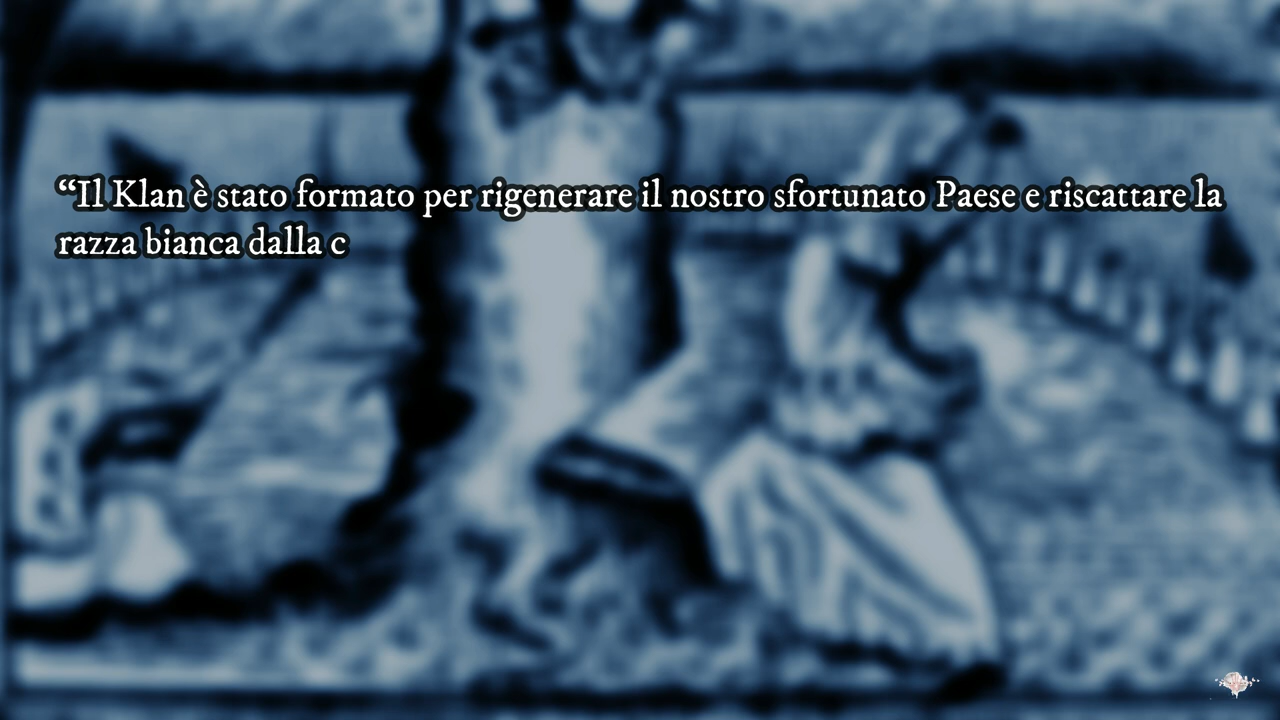 “Il Klan è stato formato per rigenerare il nostro sfortunato Paese e riscattare la
razza bianca dalla c